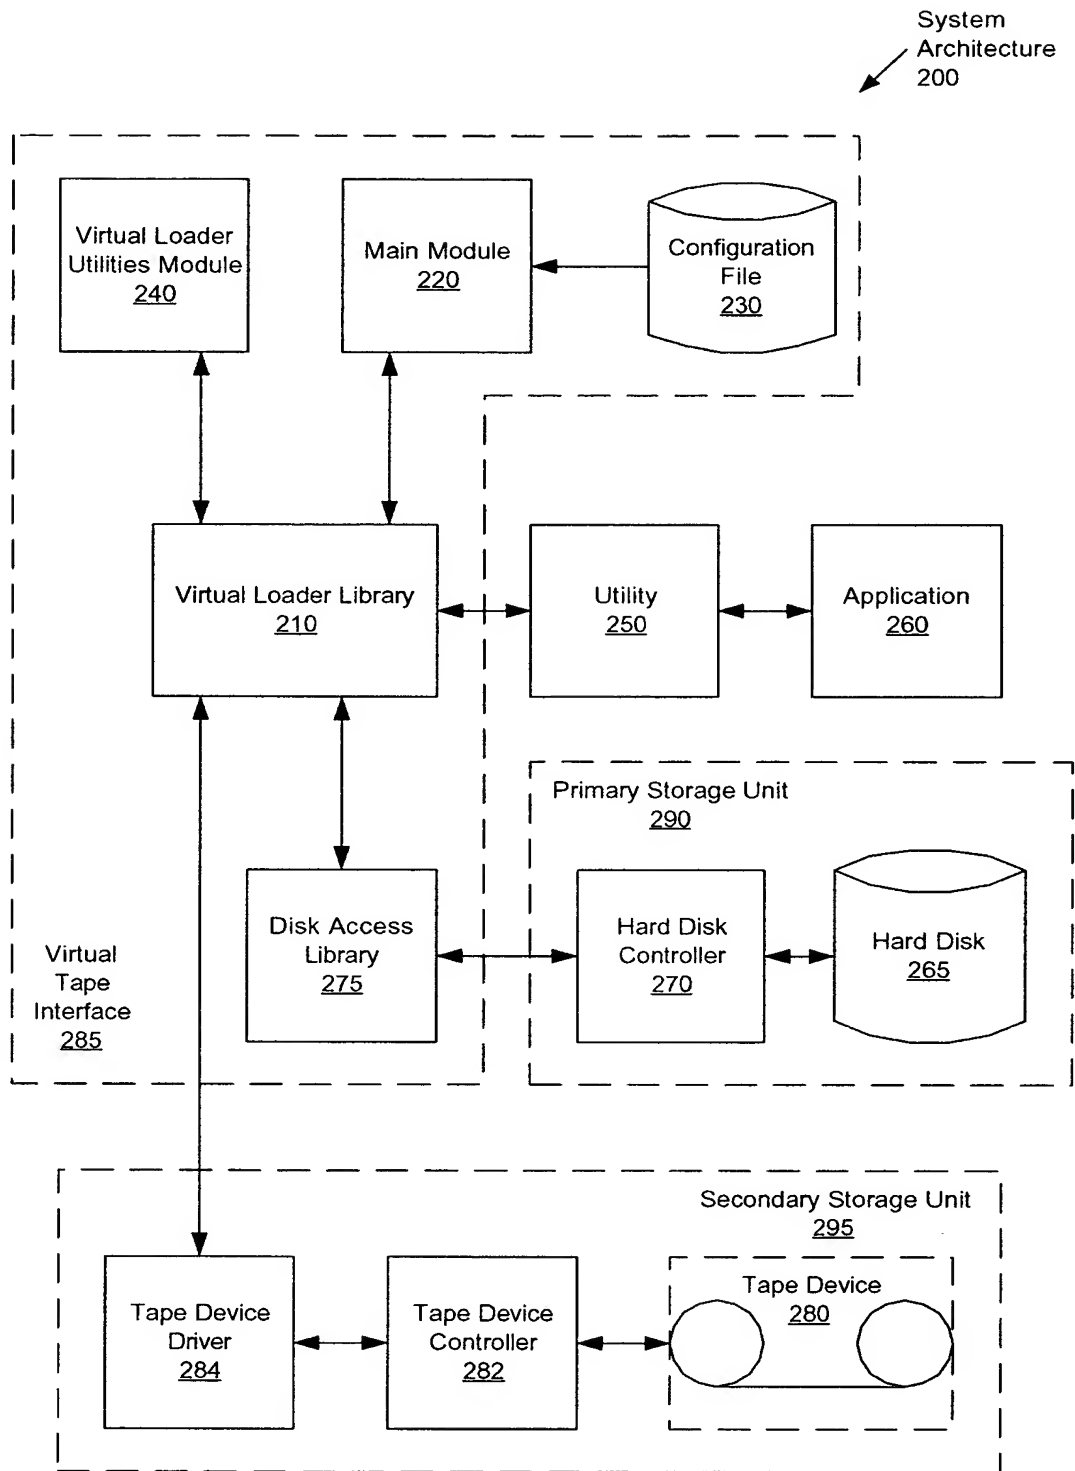 System
Architecture
200
Virtual Loader
Utilities Module
240
Main Module
220
Configuration
File
230
Virtual Loader Library
210
Utility
250
Application
260
Primary Storage Unit
290
Disk Access
Library
275
Hard Disk
Controller
270
Hard Disk
265
Virtual
Tape
Interface
285
Secondary Storage Unit
295
Tape Device
Driver
284
Tape Device
Controller
282
Tape Device
280